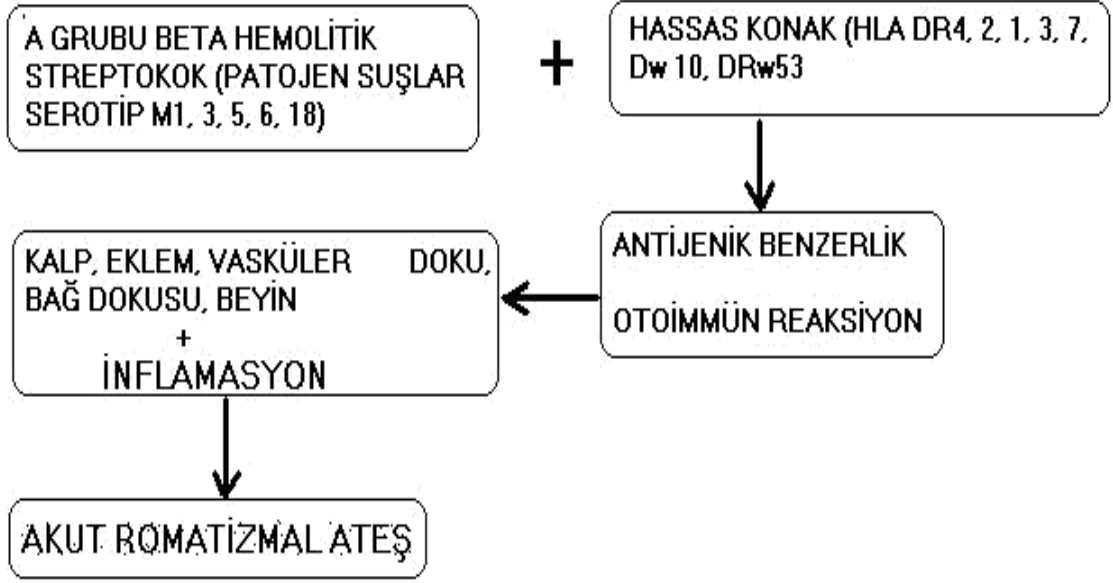 A GRUBU BETA HEMOLİTİK
STREPTOKOK (PATOJEN SUŞLAR
SEROTİP M1, 3, 5, 6, 18)
+
HASSAS KONAK (HLA DR4, 2, 1, 3, 7,
Dw 10, DRw53
ANTİJENİK BENZERLİK
OTOİMMÜN REAKSİYON
KALP, EKLEM, VASKÜLER DOKU,
BAĞ DOKUSU, BEYİN
+
İNFLAMASYON
AKUT ROMATİZMAL ATEŞ